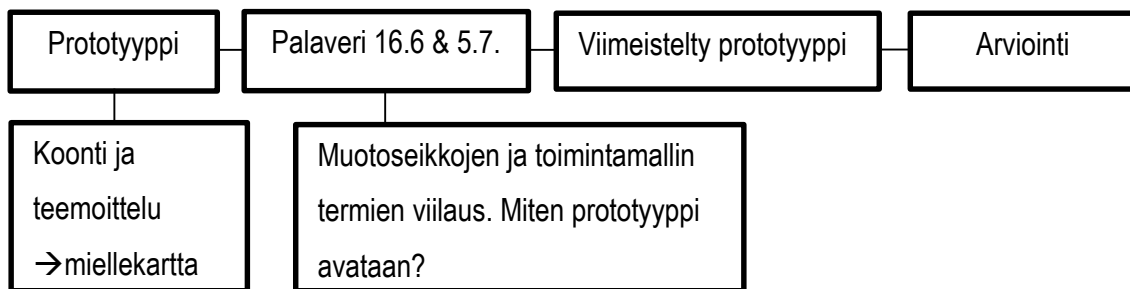 Prototyyppi
Palaveri 16.6 & 5.7.
Viimeistelty prototyyppi
Arviointi
Koonti ja
teemoittelu
→miellekartta
Muotoseikkojen ja toimintamallin
termien viilaus. Miten prototyyppi
avataan?